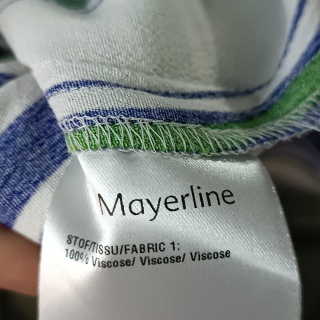 Mayerline
STOF/TISSU/FABRIC 1:
100% Viscose/ Viscose/ Viscose